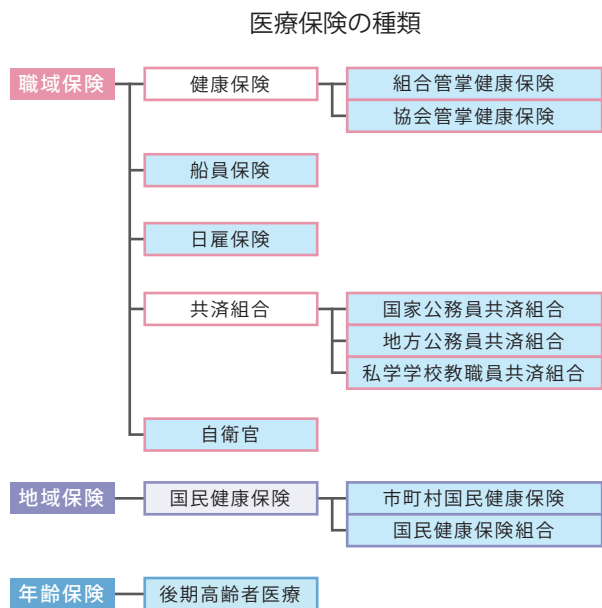 医療保険の種類
職域保険
健康保険
組合管掌健康保険
協会管掌健康保険
船員保険
日雇保険
共済組合
国家公務員共済組合
地方公務員共済組合
私学学校教職員共済組合
自衛官
地域保険
国民健康保険
市町村国民健康保険
国民健康保険組合
年齢保険
後期高齢者医療